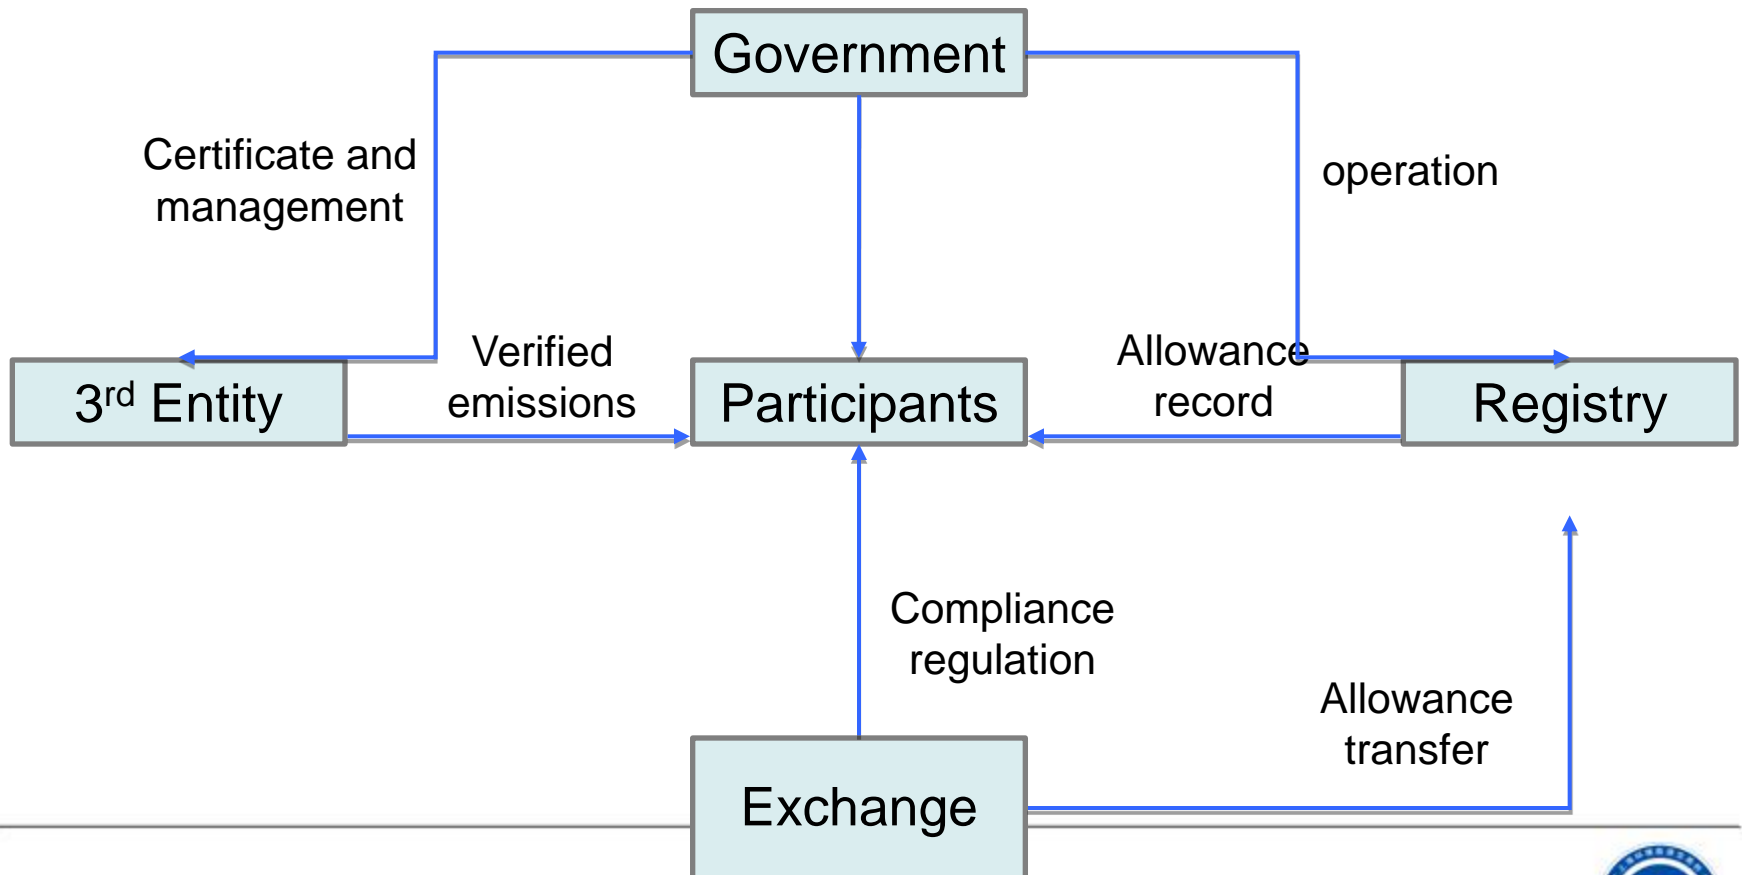 Government
Certificate and
management
operation
Verified
emissions
Allowance
record
3rd Entity
Participants
Registry
Compliance
regulation
Allowance
transfer
Exchange